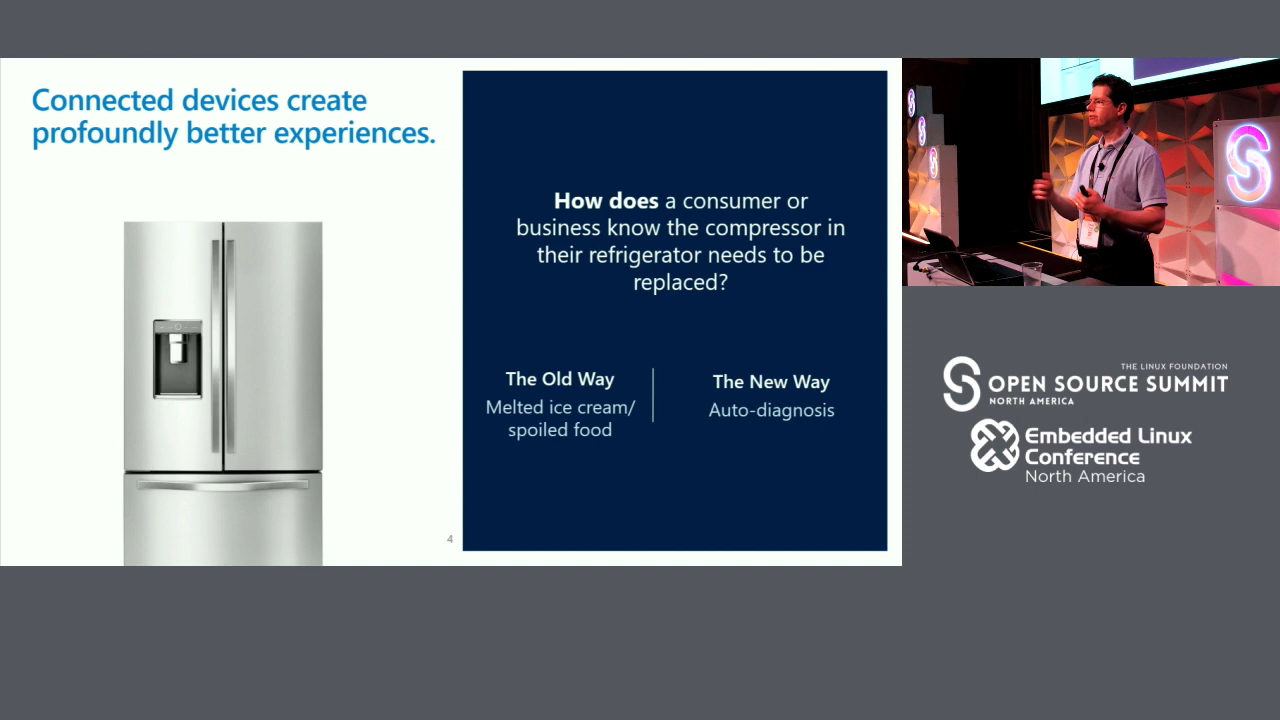 Connected devices create
profoundly better experiences.
How does a consumer or
business know the compressor in
their refrigerator needs to be
replaced?
The Old Way
Melted ice cream/
spoiled food
The New Way
Auto-diagnosis
4
THE LINUX FOUNDATION
OPEN SOURCE SUMMIT
NORTH AMERICA
Embedded Linux
Conference
North America